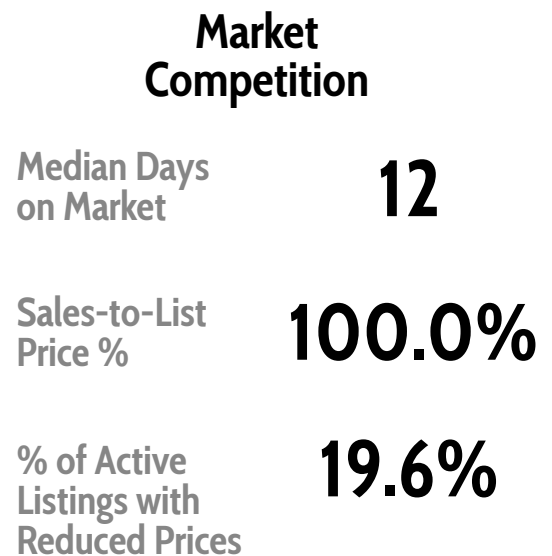 Market
Competition
Median Days
on Market
12
Sales-to-List
Price %
100.0%
% of Active
Listings with
Reduced Prices
19.6%